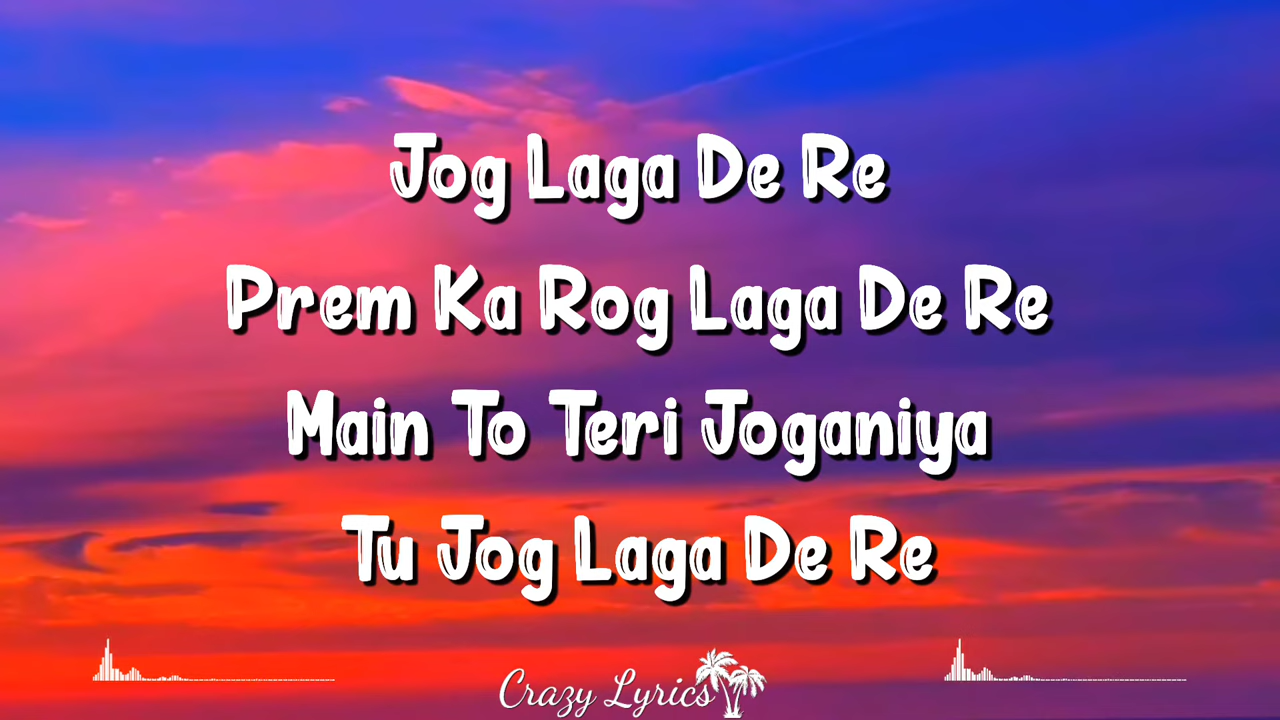 Jog Laga De Re
Prem Ka Rog Laga De Re
Main To Teri Joganiya
Tu Jog Laga De Re
Crazy Lyrics